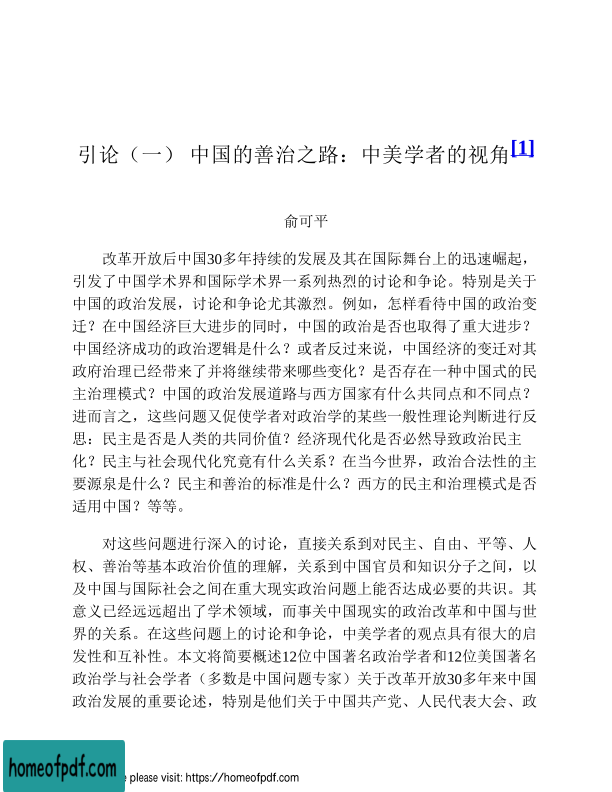 引论（一） 中国的善治之路：中美学者的视角[1]
俞可平
改革开放后中国30多年持续的发展及其在国际舞台上的迅速崛起，
引发了中国学术界和国际学术界一系列热烈的讨论和争论。特别是关于
中国的政治发展，讨论和争论尤其激烈。例如，怎样看待中国的政治变
迁？在中国经济巨大进步的同时，中国的政治是否也取得了重大进步？
中国经济成功的政治逻辑是什么？或者反过来说，中国经济的变迁对其
政府治理已经带来了并将继续带来哪些变化？是否存在一种中国式的民
主治理模式？中国的政治发展道路与西方国家有什么共同点和不同点？
进而言之，这些问题又促使学者对政治学的某些一般性理论判断进行反
思：民主是否是人类的共同价值？经济现代化是否必然导致政治民主
化？民主与社会现代化究竟有什么关系？在当今世界，政治合法性的主
要源泉是什么？民主和善治的标准是什么？西方的民主和治理模式是否
适用中国？等等。
对这些问题进行深入的讨论，直接关系到对民主、自由、平等、人
权、善治等基本政治价值的理解，关系到中国官员和知识分子之间，以
及中国与国际社会之间在重大现实政治问题上能否达成必要的共识。其
意义已经远远超出了学术领域，而事关中国现实的政治改革和中国与世
界的关系。在这些问题上的讨论和争论，中美学者的观点具有很大的启
发性和互补性。本文将简要概述12位中国著名政治学者和12位美国著名
政治学与社会学者（多数是中国问题专家）关于改革开放30多年来中国
政治发展的重要论述，特别是他们关于中国共产党、人民代表大会、政
homeofpdf.com
please visit: https://homeofpdf.com